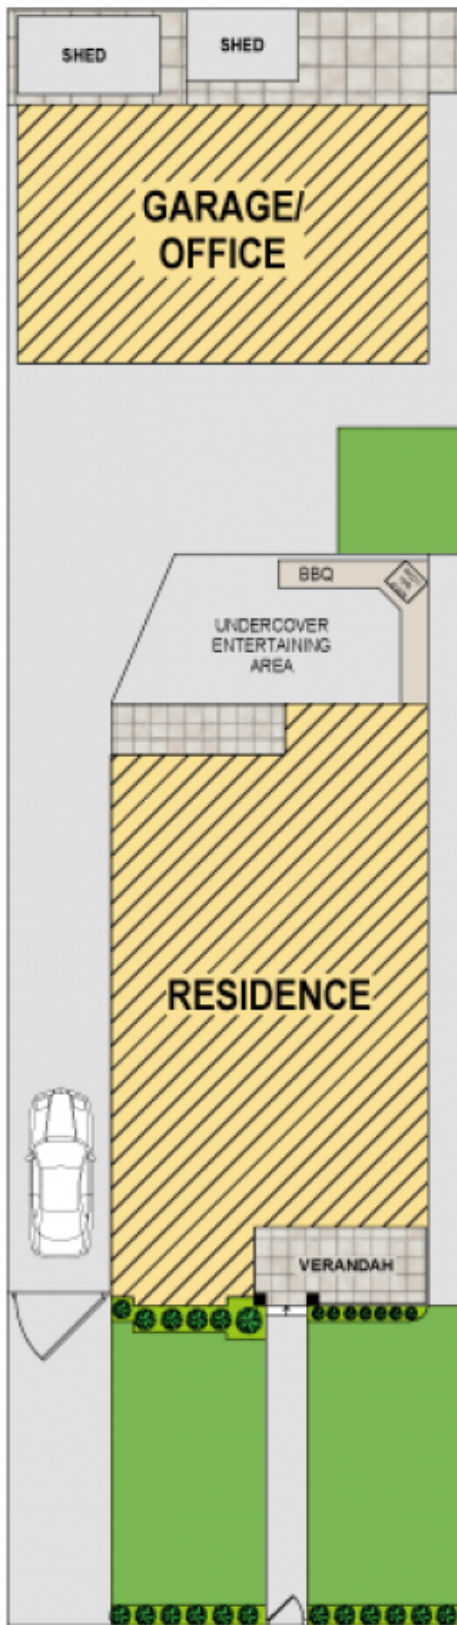 SHED
SHED
GARAGE/
OFFICE
BBQ
UNDERCOVER
ENTERTAINING
AREA
RESIDENCE
VERANDAH